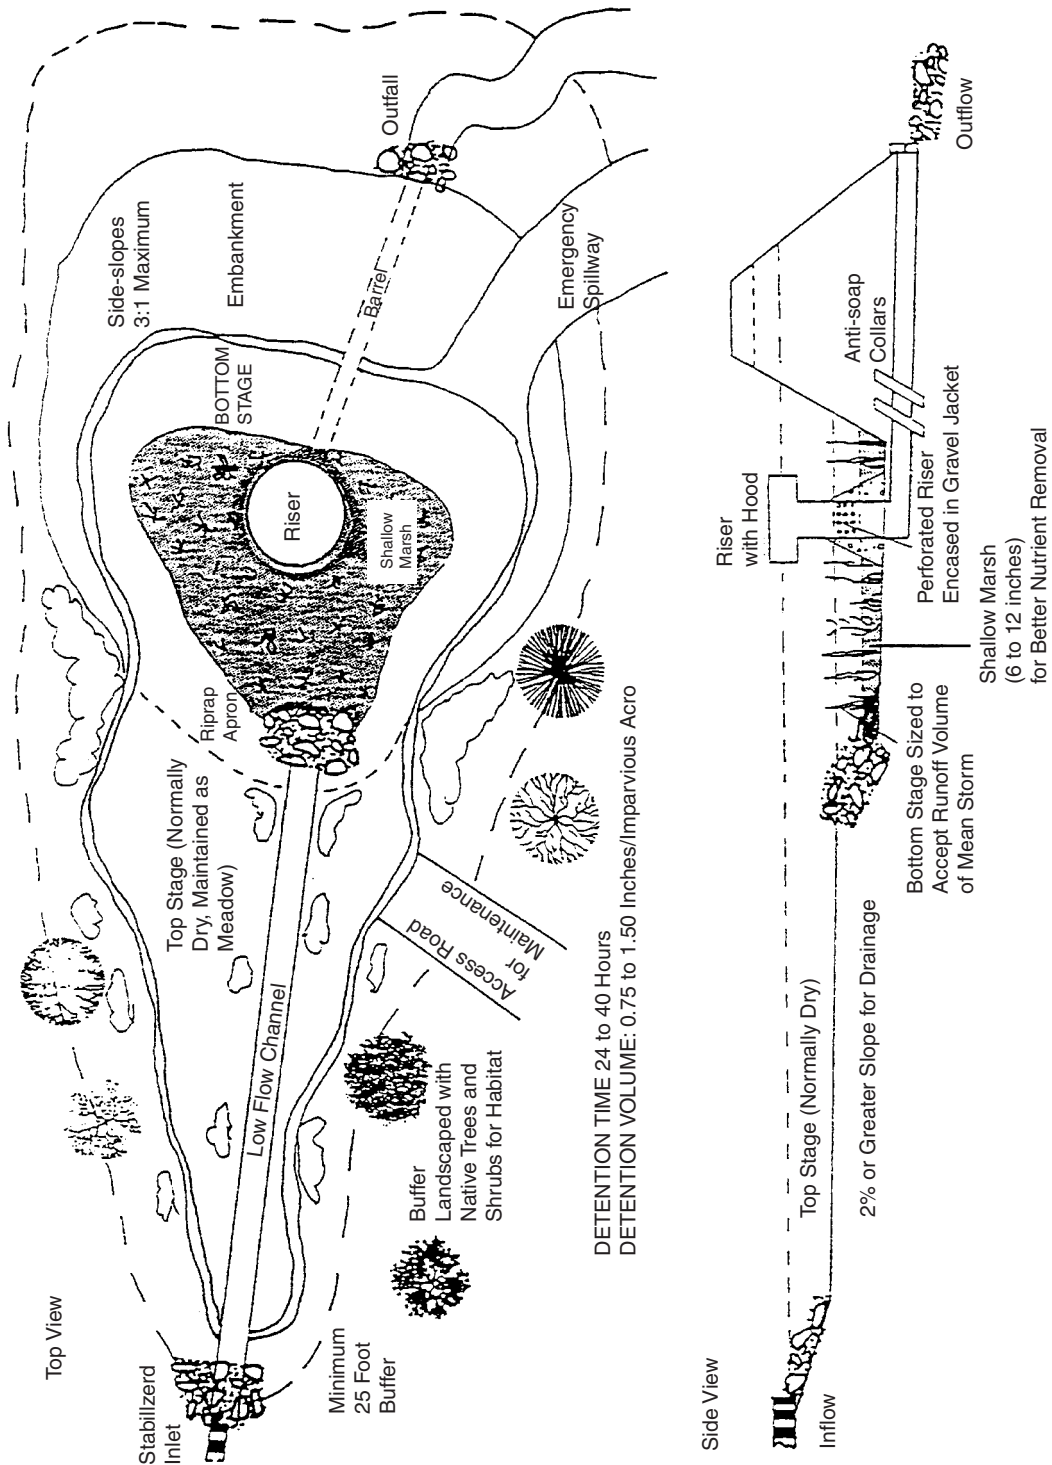 Top View
Stabillzerd
Inlet
Minimum
25 Foot
Buffer
Buffer
Landscaped with
Native Trees and
Shrubs for Habitat
Low Flow Channel
Access Road
for
Maintenance
Top Stage (Normally
Dry, Maintained as
Meadow)
Riprap
Apron
Shallow
Marsh
Riser
BOTTOM
STAGE
Side-slopes
3:1 Maximum
Embankment
Barrel
Outfall
Emergency
Spillway
DETENTION TIME 24 to 40 Hours
DETENTION VOLUME: 0.75 to 1.50 Inches/Imparvious Acro
Side View
Inflow
Top Stage (Normally Dry)
2% or Greater Slope for Drainage
Bottom Stage Sized to
Accept Runoff Volume
of Mean Storm
Shallow Marsh
(6 to 12 inches)
for Better Nutrient Removal
Riser
with Hood
Perforated Riser
Encased in Gravel Jacket
Anti-soap
Collars
Outflow